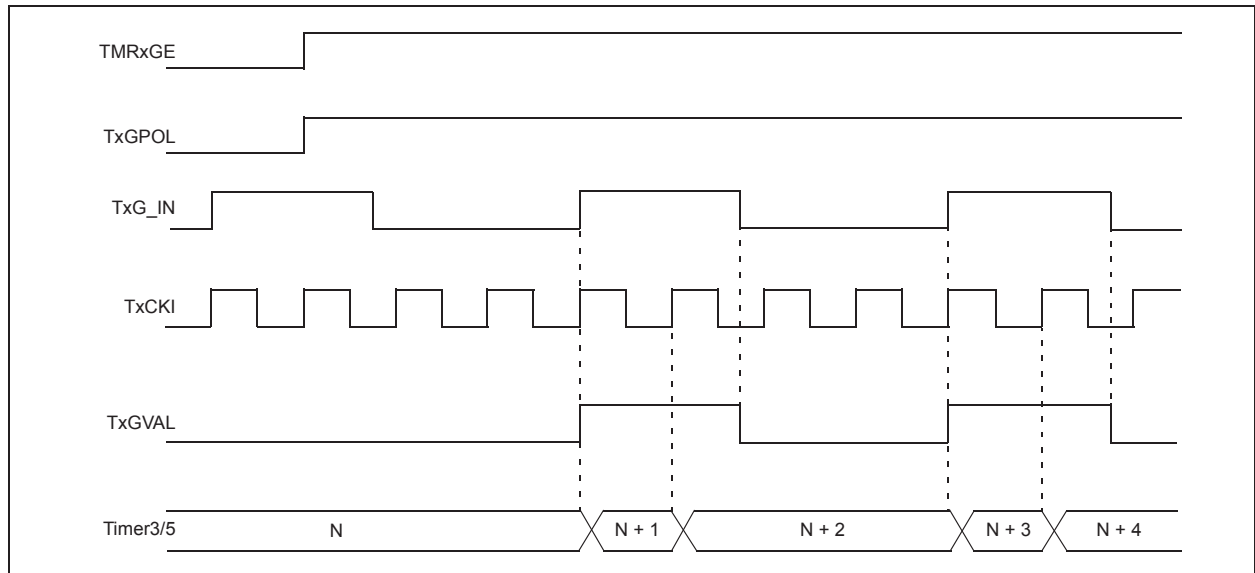 TMRxGE
TxGPOL
TxG_IN
TxCKI
TxGVAL
Timer3/5 N N + 1 N + 2 N + 3 N + 4